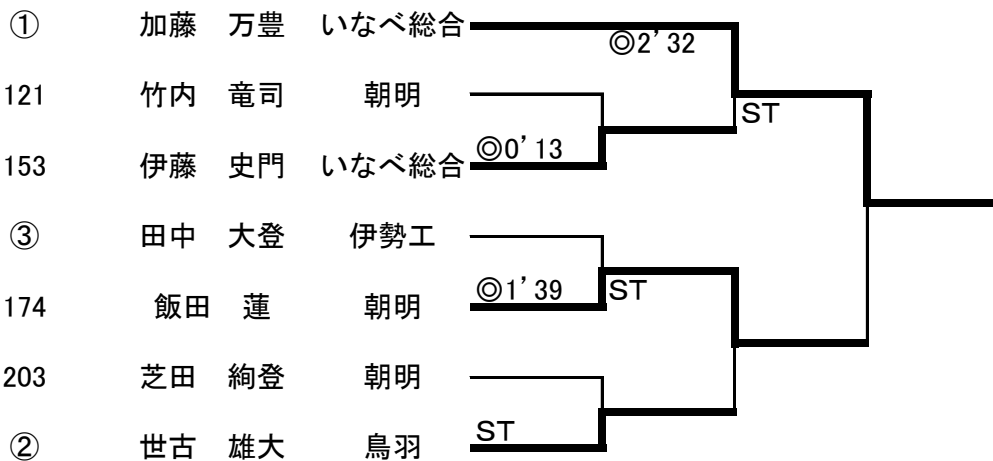 ① 加藤 万豊 いなべ総合
◎2’32
121 竹内 竜司 朝明
ST
153 伊藤 史門 いなべ総合 ◎0’13
③ 田中 大登 伊勢工
174 飯田 蓮 朝明 ◎1’39 ST
203 芝田 絢登 朝明
② 世古 雄大 鳥羽 ST